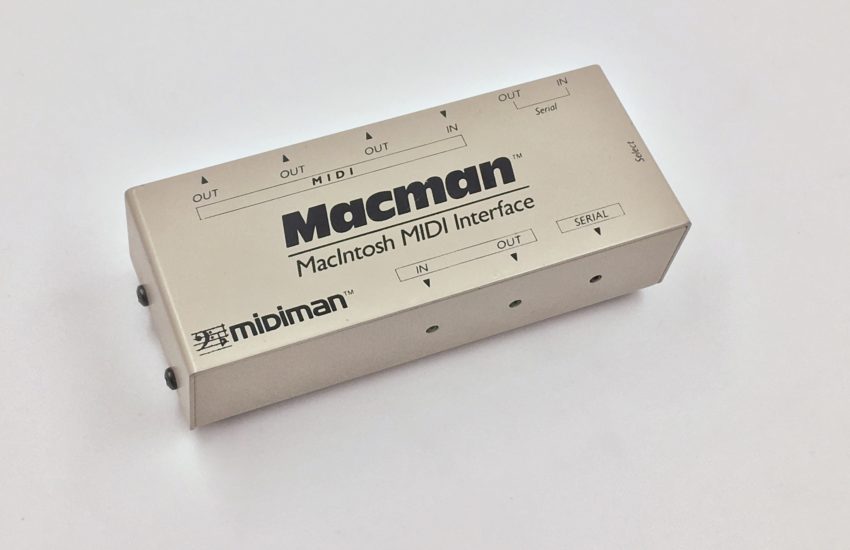 OUT IN
Serial
Select
OUT OUT OUT IN
MIDI
Macman™
MacIntosh MIDI Interface
IN OUT SERIAL
midiman™